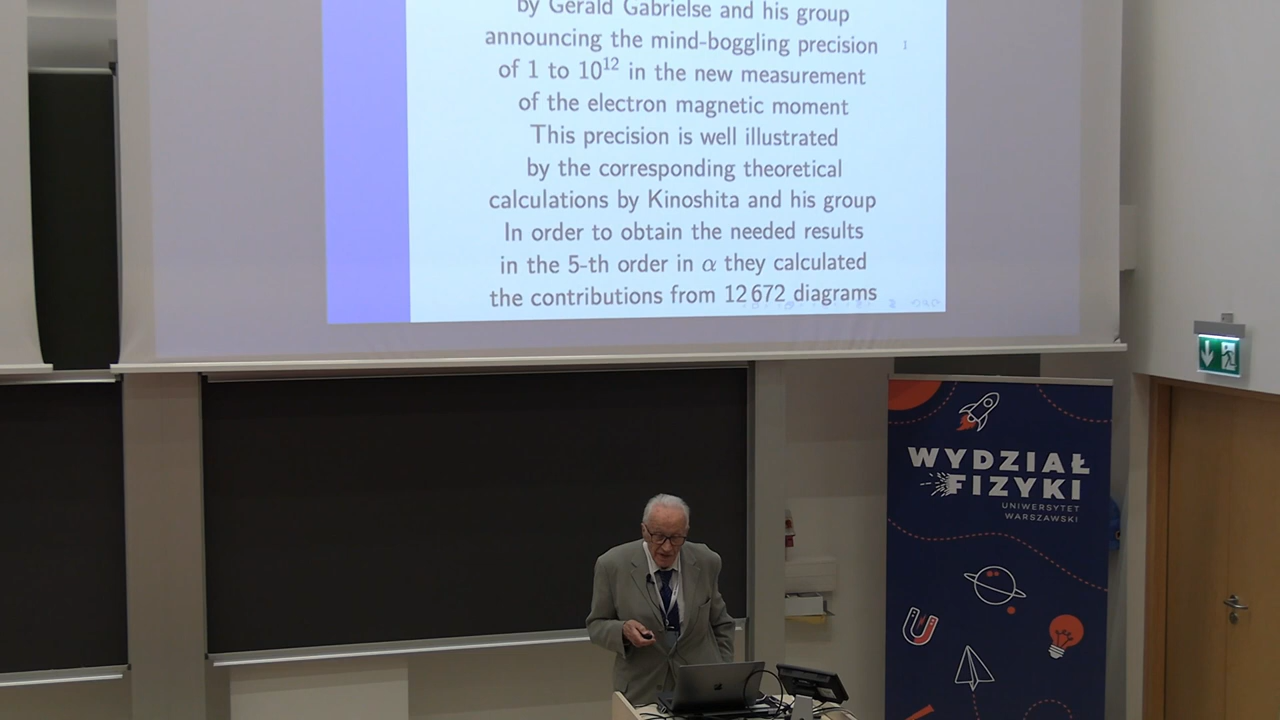 by Gerald Gabrielse and his group
announcing the mind-boggling precision
of 1 to 10¹² in the new measurement
of the electron magnetic moment
This precision is well illustrated
by the corresponding theoretical
calculations by Kinoshita and his group
In order to obtain the needed results
in the 5-th order in α they calculated
the contributions from 12 672 diagrams
1
WYDZIAŁ
FIZYKI
UNIWERSYTET
WARSZAWSKI